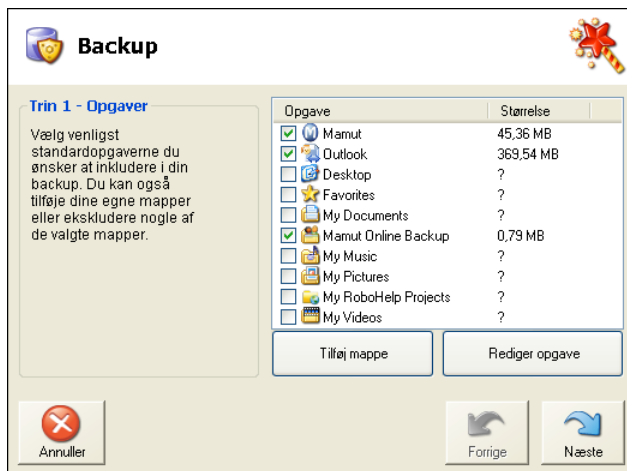 Backup
Trin 1 - Opgaver
Vælg venligst
standardopgaverne du
ønsker at inkludere i din
backup. Du kan også
tilføje dine egne mapper
eller ekskludere nogle af
de valgte mapper.
Opgave Størrelse
Mamut 45,36 MB
Outlook 369,54 MB
Desktop ?
Favorites ?
My Documents ?
Mamut Online Backup 0,79 MB
My Music ?
My Pictures ?
My RoboHelp Projects ?
My Videos ?
Tilføj mappe Rediger opgave
Annuller Forrige Næste